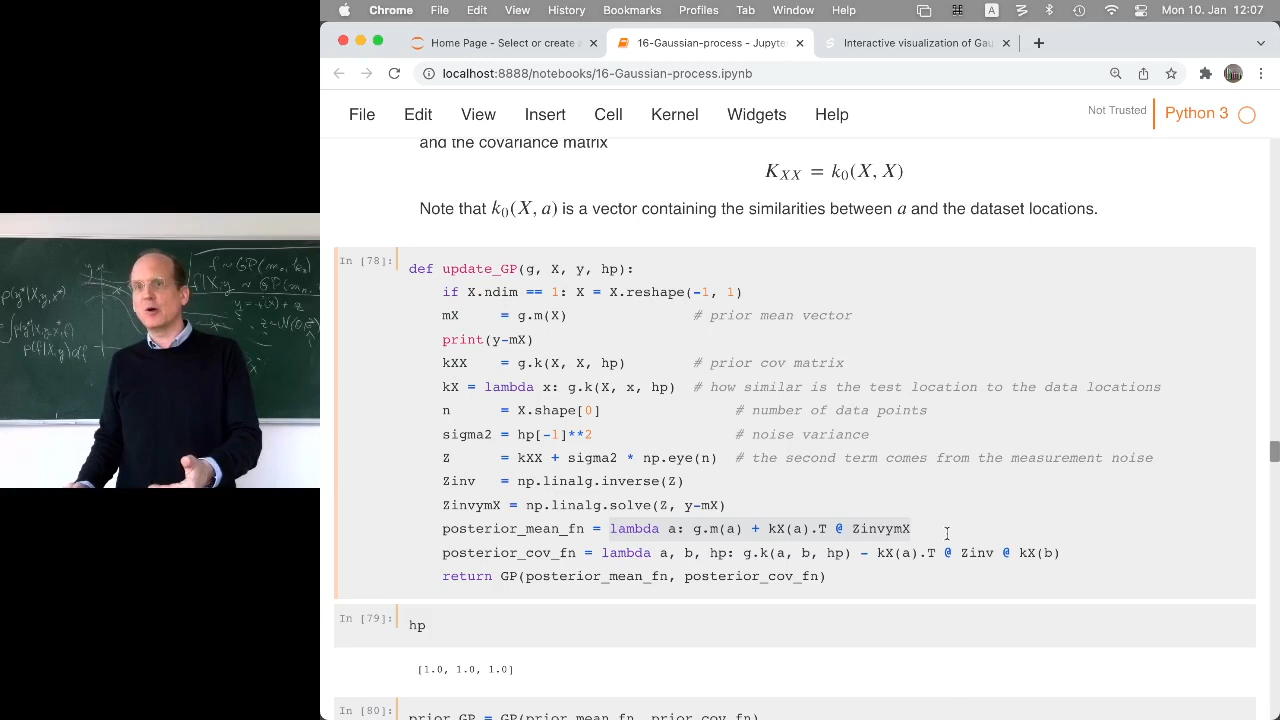 Chrome File Edit View History Bookmarks Profiles Tab Window Help A Mon 10. Jan 12:07
Home Page - Select or create a 16-Gaussian-process - Jupyte Interactive visualization of Gau
localhost:8888/notebooks/16-Gaussian-process.ipynb
File Edit View Insert Cell Kernel Widgets Help Not Trusted Python 3
and the covariance matrix
K_XX = k_0(X, X)
Note that k_0(X, a) is a vector containing the similarities between a and the dataset locations.
In [78]: def update_GP(g, X, y, hp):
if X.ndim == 1: X = X.reshape(-1, 1)
mX = g.m(X) # prior mean vector
print(y-mX)
kXX = g.k(X, X, hp) # prior cov matrix
kX = lambda x: g.k(X, x, hp) # how similar is the test location to the data locations
n = X.shape[0] # number of data points
sigma2 = hp[-1]**2 # noise variance
Z = kXX + sigma2 * np.eye(n) # the second term comes from the measurement noise
Zinv = np.linalg.inverse(Z)
ZinvymX = np.linalg.solve(Z, y-mX)
posterior_mean_fn = lambda a: g.m(a) + kX(a).T @ ZinvymX
posterior_cov_fn = lambda a, b, hp: g.k(a, b, hp) - kX(a).T @ Zinv @ kX(b)
return GP(posterior_mean_fn, posterior_cov_fn)
In [79]: hp
[1.0, 1.0, 1.0]
In [80]: prior_GP = GP(prior_mean_fn, prior_cov_fn)